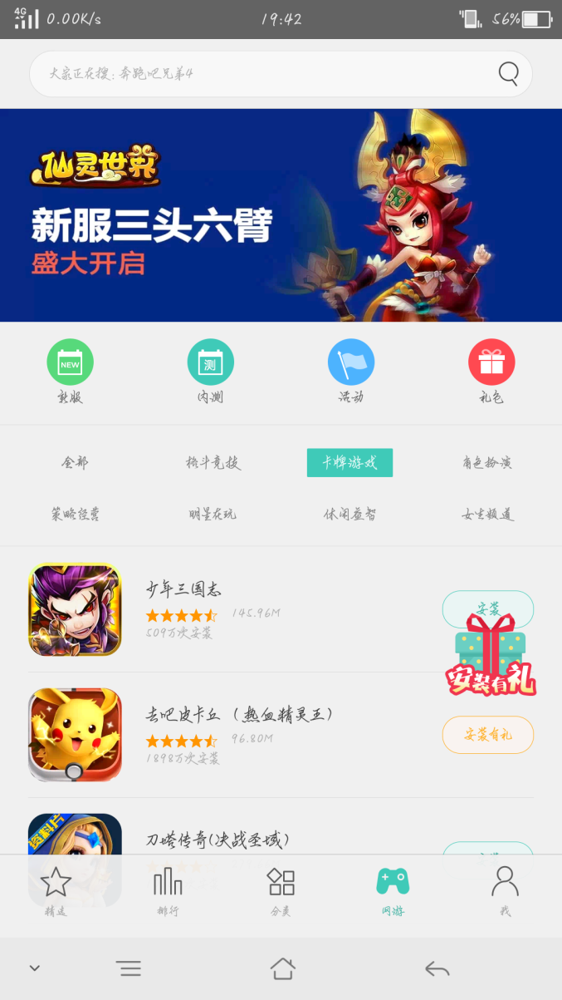 4G
0.00K/s
19:42
56%
大家正在搜: 奔跑吧兄弟4
仙灵世界
新服三头六臂
盛大开启
NEW
测
新服
内测
活动
礼包
全部
格斗竞技
卡牌游戏
角色扮演
策略经营
明星在玩
休闲益智
女生频道
少年三国志
145.96M
509万次安装
安装
安装有礼
去吧皮卡丘（热血精灵王）
96.80M
1898万次安装
安装有礼
资料片
刀塔传奇(决战圣域)
精选
排行
分类
网游
我